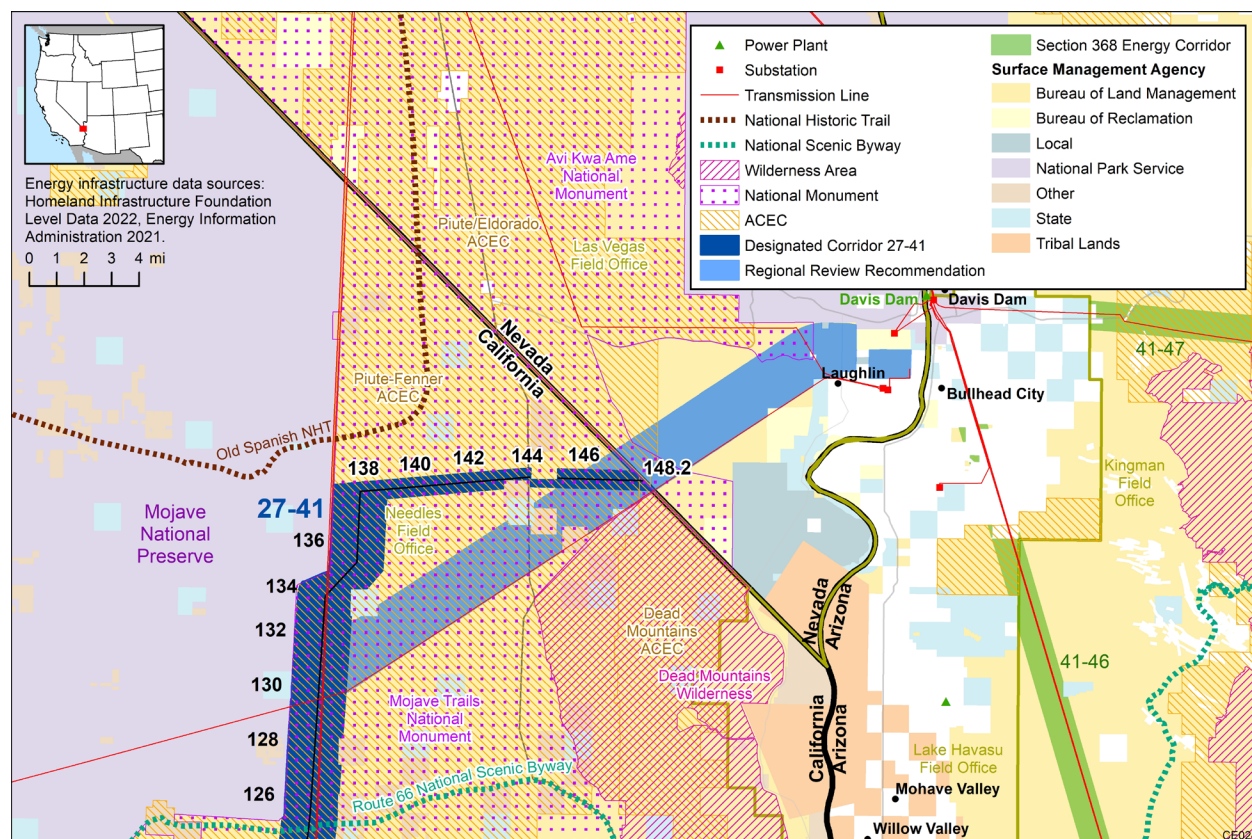 Energy infrastructure data sources:
Homeland Infrastructure Foundation
Level Data 2022, Energy Information
Administration 2021.
0 1 2 4 mi
Power Plant
Substation
Transmission Line
National Historic Trail
National Scenic Byway
Wilderness Area
National Monument
ACEC
Designated Corridor 27-41
Regional Review Recommendation
Section 368 Energy Corridor
Surface Management Agency
Bureau of Land Management
Bureau of Reclamation
Local
National Park Service
Other
State
Tribal Lands
Avi Kwa Ame
National
Monument
Piute/Eldorado
ACEC
Las Vegas
Field Office
Davis Dam
Davis Dam
Nevada
California
41-47
Laughlin
Bullhead City
Piute-Fenner
ACEC
Old Spanish NHT
138
140
142
144
146
148.2
Kingman
Field
Office
27-41
Needles
Field
Office
Mojave
National
Preserve
136
134
132
130
128
126
Dead
Mountains
ACEC
Nevada
Arizona
41-46
Dead Mountains
Wilderness
Mojave Trails
National
Monument
California
Arizona
Lake Havasu
Field Office
Route 66 National Scenic Byway
Mohave Valley
Willow Valley